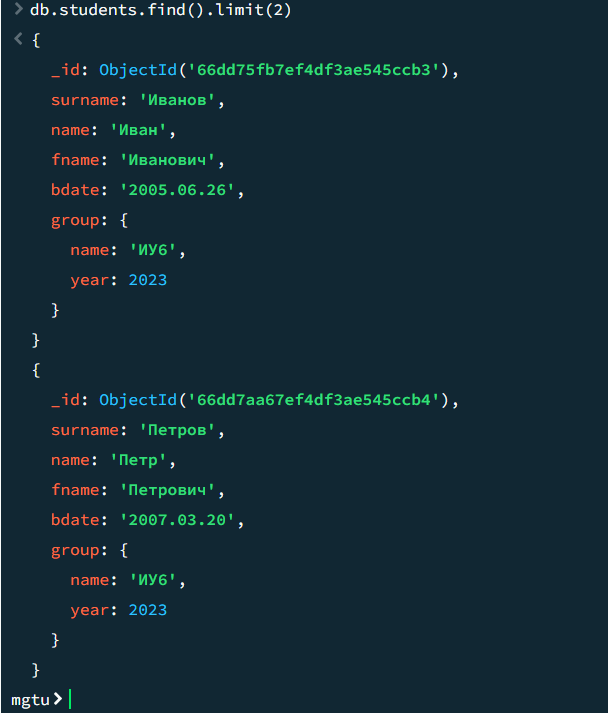 > db.students.find().limit(2)
< {
_id: ObjectId('66dd75fb7ef4df3ae545ccb3'),
surname: 'Иванов',
name: 'Иван',
fname: 'Иванович',
bdate: '2005.06.26',
group: {
name: 'ИУ6',
year: 2023
}
}
{
_id: ObjectId('66dd7aa67ef4df3ae545ccb4'),
surname: 'Петров',
name: 'Петр',
fname: 'Петрович',
bdate: '2007.03.20',
group: {
name: 'ИУ6',
year: 2023
}
}
mgtu>